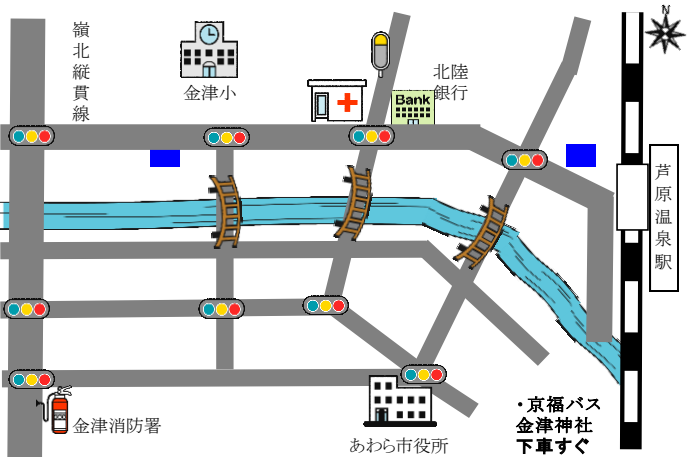 N
嶺北縦貫線
金津小
北陸
銀行
Bank
芦原温泉駅
金津消防署
あわら市役所
・京福バス
金津神社
下車すぐ